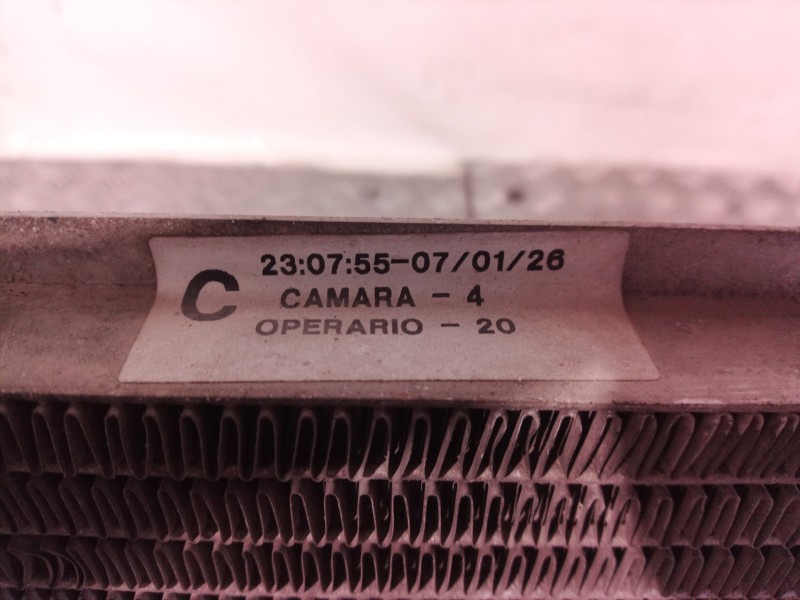 23:07:55-07/01/26
C
CAMARA - 4
OPERARIO - 20